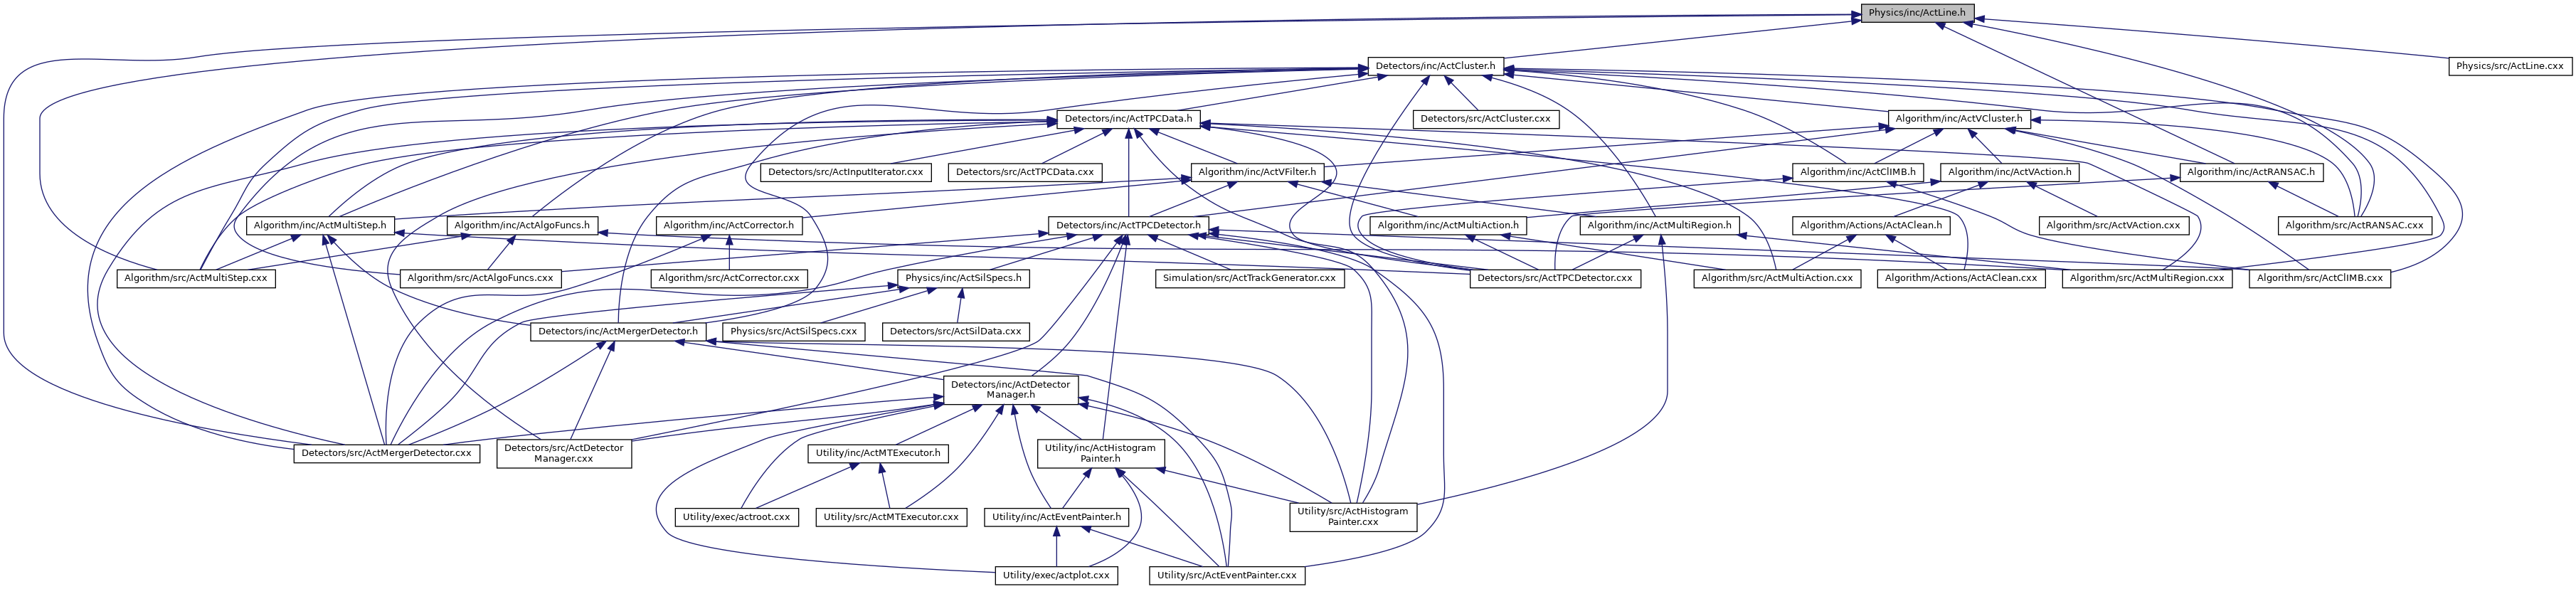 Physics/inc/ActLine.h
Detectors/inc/ActCluster.h
Physics/src/ActLine.cxx
Detectors/inc/ActTPCData.h
Detectors/src/ActCluster.cxx
Algorithm/inc/ActVCluster.h
Detectors/src/ActInputIterator.cxx
Detectors/src/ActTPCData.cxx
Algorithm/inc/ActVFilter.h
Algorithm/inc/ActClIMB.h
Algorithm/inc/ActVAction.h
Algorithm/inc/ActRANSAC.h
Algorithm/inc/ActMultiStep.h
Algorithm/inc/ActAlgoFuncs.h
Algorithm/inc/ActCorrector.h
Detectors/inc/ActTPCDetector.h
Algorithm/inc/ActMultiAction.h
Algorithm/inc/ActMultiRegion.h
Algorithm/Actions/ActAClean.h
Algorithm/src/ActVAction.cxx
Algorithm/src/ActRANSAC.cxx
Algorithm/src/ActMultiStep.cxx
Algorithm/src/ActAlgoFuncs.cxx
Algorithm/src/ActCorrector.cxx
Physics/inc/ActSilSpecs.h
Simulation/src/ActTrackGenerator.cxx
Detectors/src/ActTPCDetector.cxx
Algorithm/src/ActMultiAction.cxx
Algorithm/Actions/ActAClean.cxx
Algorithm/src/ActMultiRegion.cxx
Algorithm/src/ActClIMB.cxx
Detectors/inc/ActMergerDetector.h
Physics/src/ActSilSpecs.cxx
Detectors/src/ActSilData.cxx
Detectors/inc/ActDetector
Manager.h
Detectors/src/ActMergerDetector.cxx
Detectors/src/ActDetector
Manager.cxx
Utility/inc/ActMTExecutor.h
Utility/inc/ActHistogram
Painter.h
Utility/exec/actroot.cxx
Utility/src/ActMTExecutor.cxx
Utility/inc/ActEventPainter.h
Utility/src/ActHistogram
Painter.cxx
Utility/exec/actplot.cxx
Utility/src/ActEventPainter.cxx